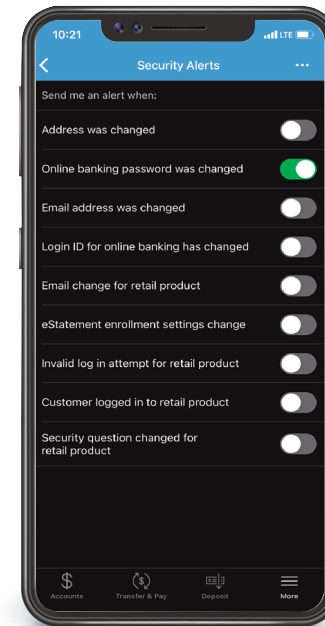 10:21 LTE
Security Alerts
Send me an alert when:
Address was changed
Online banking password was changed
Email address was changed
Login ID for online banking has changed
Email change for retail product
eStatement enrollment settings change
Invalid log in attempt for retail product
Customer logged in to retail product
Security question changed for
retail product
$ ($)
Accounts Transfer & Pay Deposit More